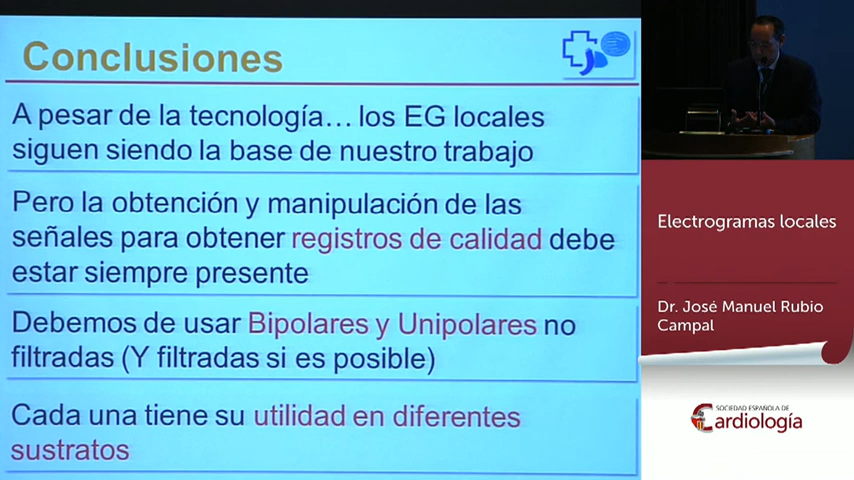 Conclusiones
A pesar de la tecnología... los EG locales
siguen siendo la base de nuestro trabajo
Pero la obtención y manipulación de las
señales para obtener registros de calidad debe
estar siempre presente
Debemos de usar Bipolares y Unipolares no
filtradas (Y filtradas si es posible)
Cada una tiene su utilidad en diferentes
sustratos
Electrogramas locales
Dr. José Manuel Rubio
Campal
SOCIEDAD ESPAÑOLA DE
Cardiología